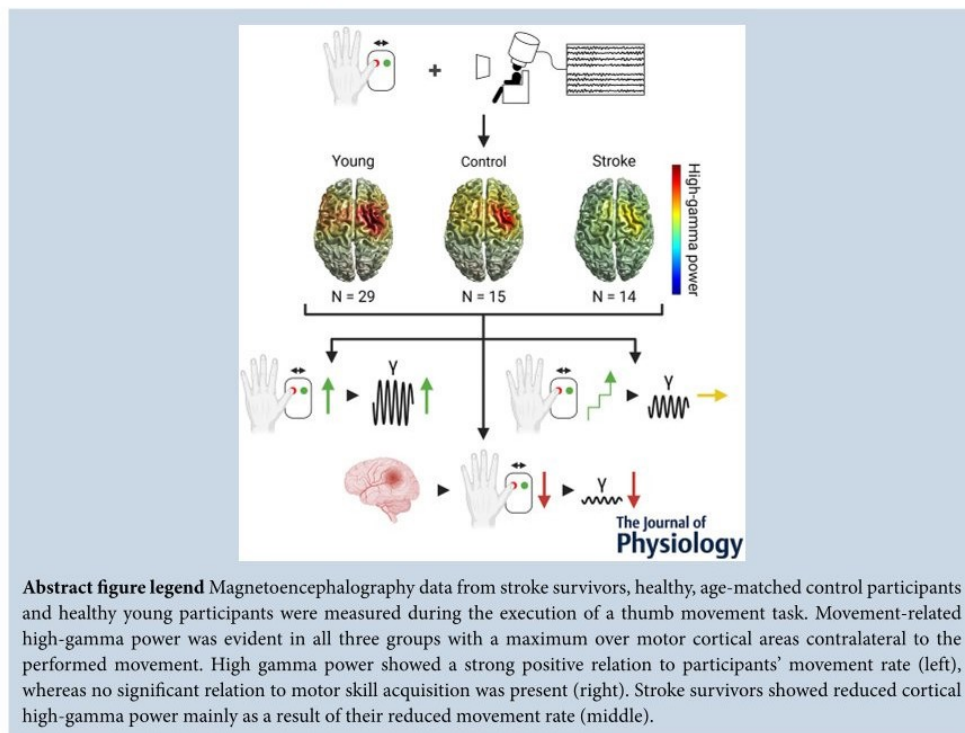 Young
Control
Stroke
High-gamma power
N = 29
N = 15
N = 14
γ
γ
γ
The Journal of
Physiology
Abstract figure legend Magnetoencephalography data from stroke survivors, healthy, age-matched control participants
and healthy young participants were measured during the execution of a thumb movement task. Movement-related
high-gamma power was evident in all three groups with a maximum over motor cortical areas contralateral to the
performed movement. High gamma power showed a strong positive relation to participants’ movement rate (left),
whereas no significant relation to motor skill acquisition was present (right). Stroke survivors showed reduced cortical
high-gamma power mainly as a result of their reduced movement rate (middle).